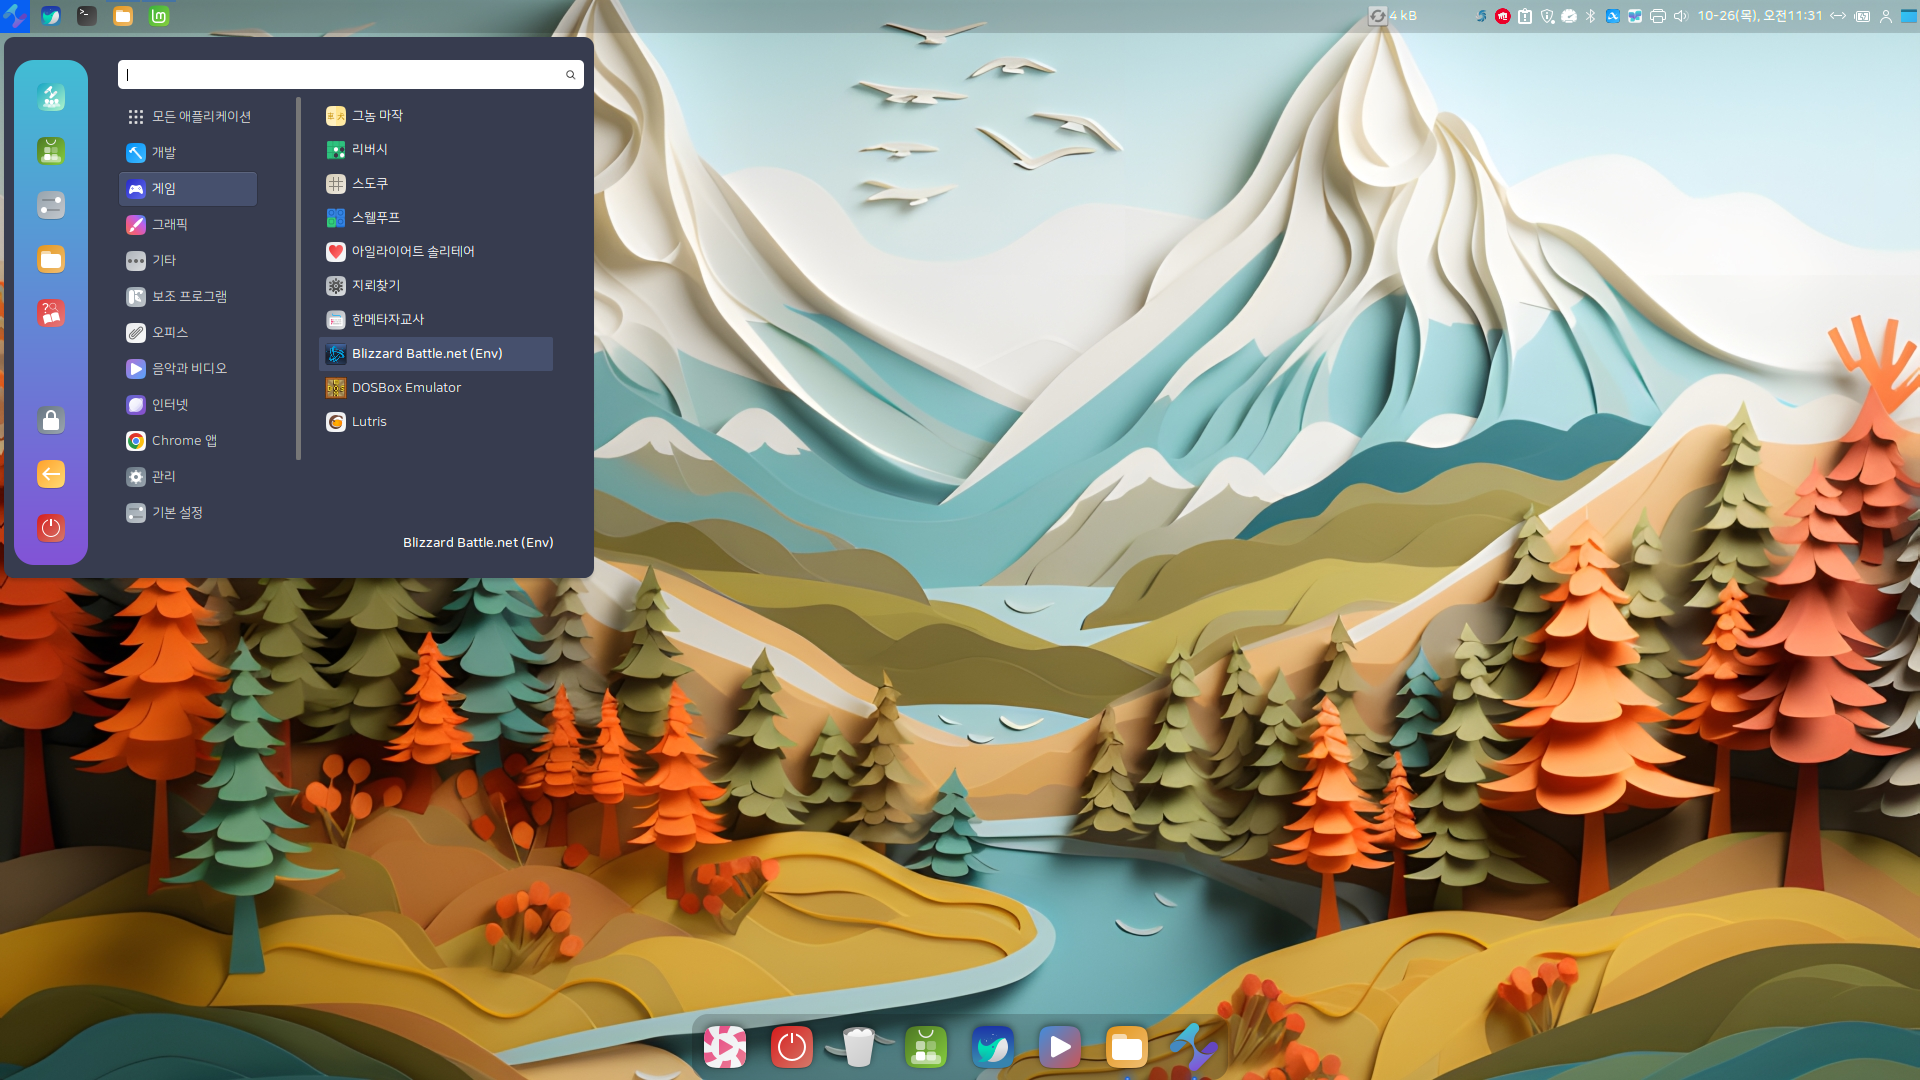 4 kB
10-26(목), 오전11:31
모든 애플리케이션
개발
게임
그래픽
기타
보조 프로그램
오피스
음악과 비디오
인터넷
Chrome 앱
관리
기본 설정
그놈 마작
리버시
스도쿠
스웰푸프
아일라이어트 솔리테어
지뢰찾기
한메타자교사
Blizzard Battle.net (Env)
DOSBox Emulator
Lutris
Blizzard Battle.net (Env)